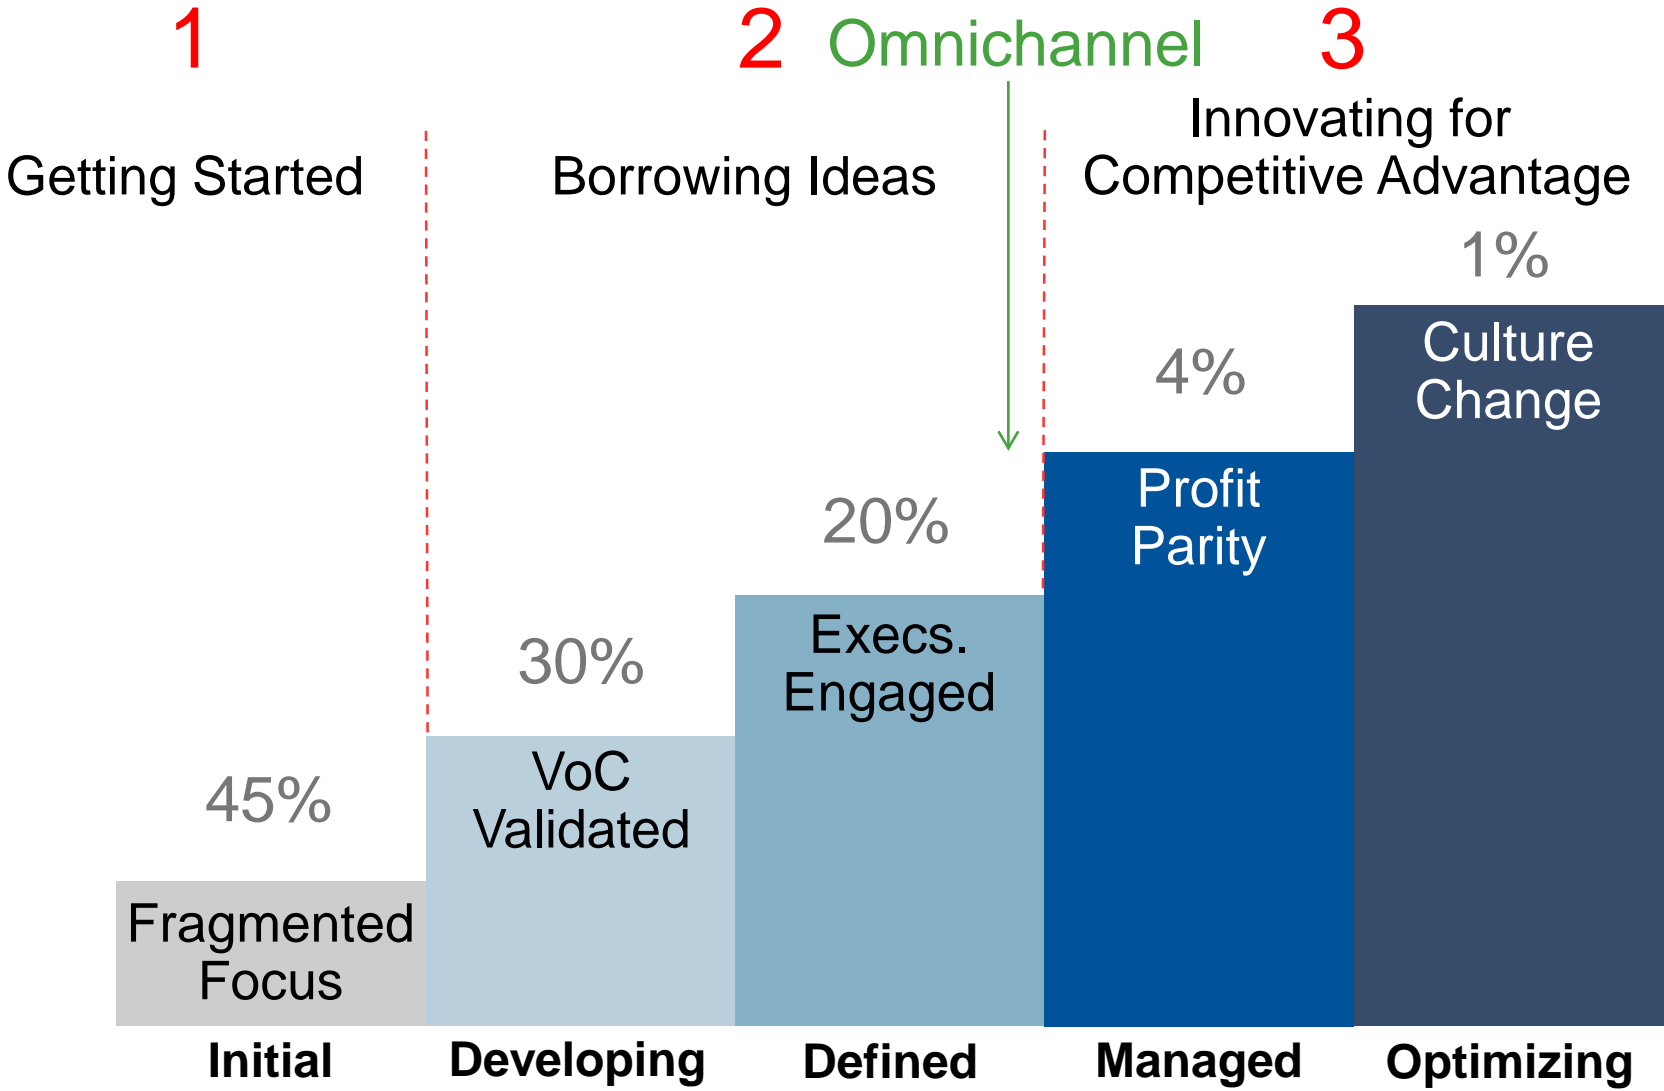 1
2
Omnichannel
3
Getting Started
Borrowing Ideas
Innovating for
Competitive Advantage
1%
4%
20%
30%
45%
Culture
Change
Profit
Parity
Execs.
Engaged
VoC
Validated
Fragmented
Focus
Initial
Developing
Defined
Managed
Optimizing